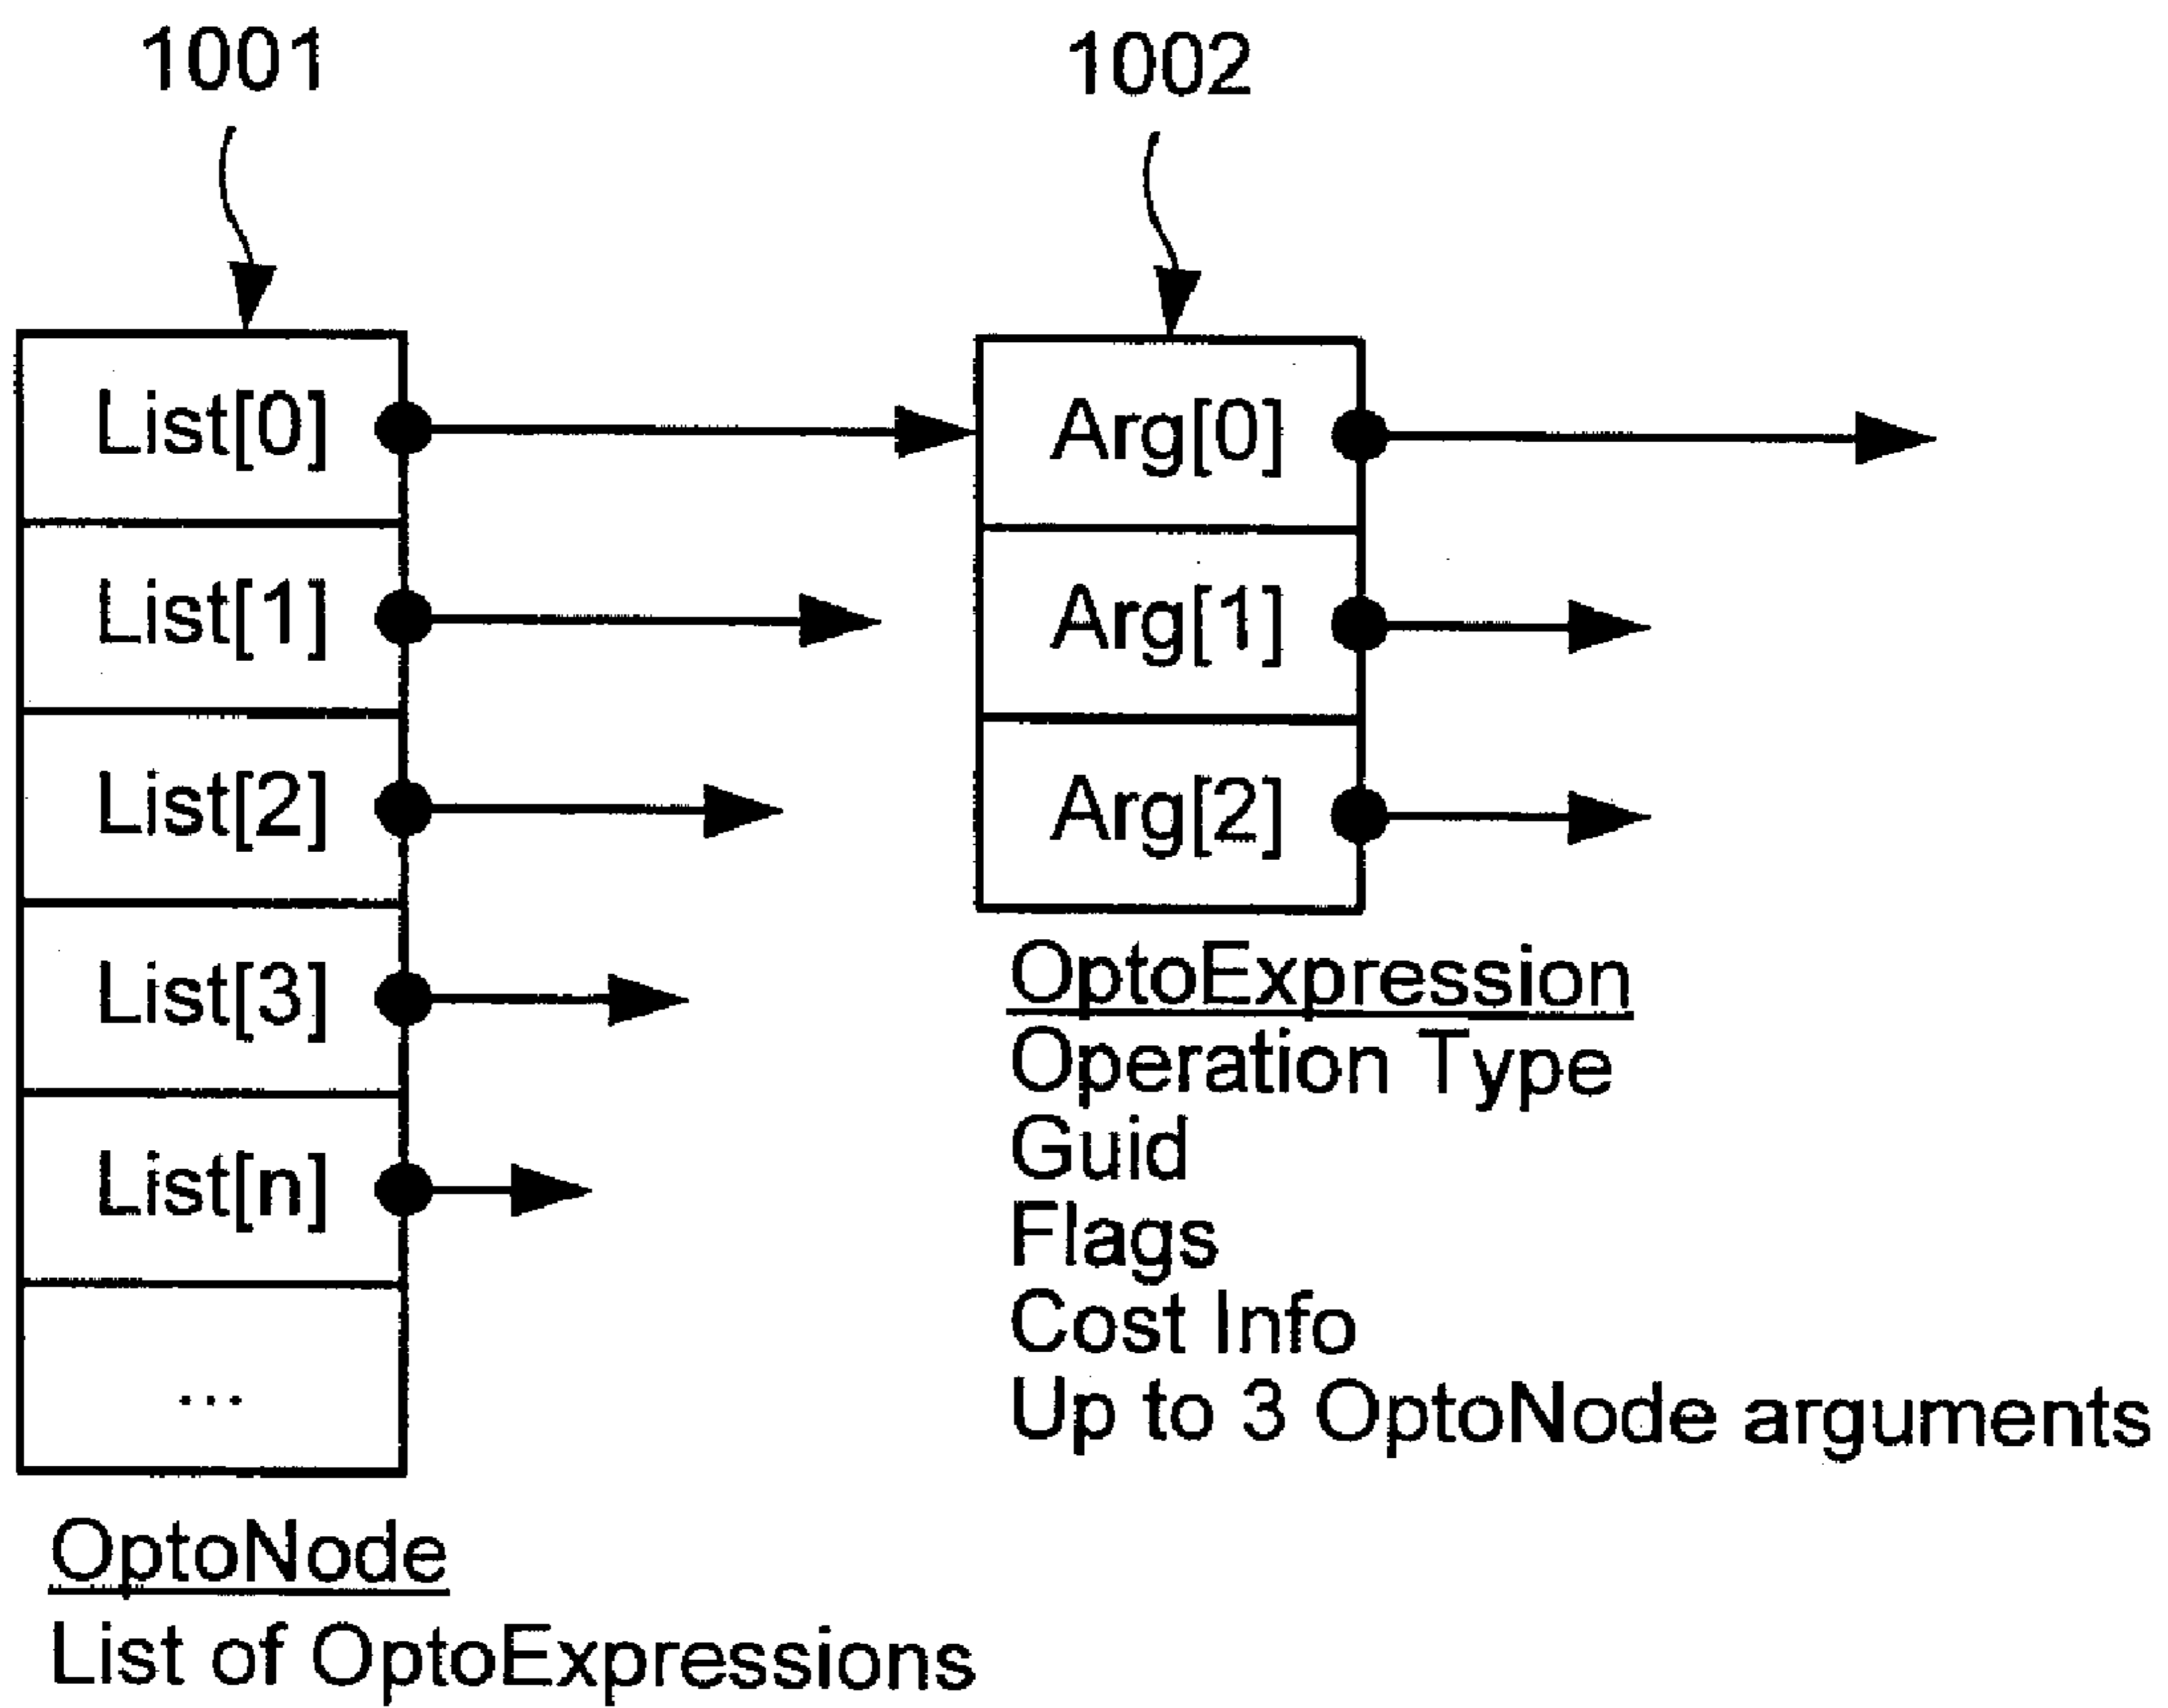 1001
1002
List[0]
List[1]
List[2]
List[3]
List[n]
...
OptoNode
List of OptoExpressions
Arg[0]
Arg[1]
Arg[2]
OptoExpression
Operation Type
Guid
Flags
Cost Info
Up to 3 OptoNode arguments